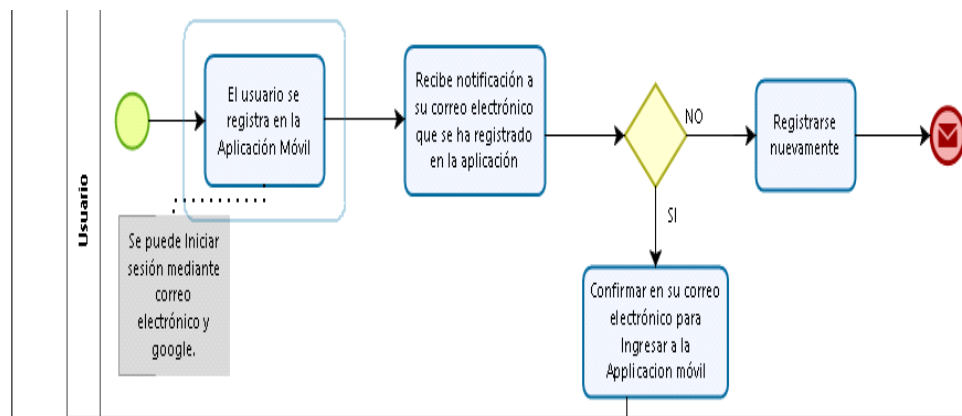 Usuario
El usuario se
registra en la
Aplicación Móvil
Se puede Iniciar
sesión mediante
correo
electrónico y
google.
Recibe notificación a
su correo electrónico
que se ha registrado
en la aplicación
NO
SI
Registrarse
nuevamente
Confirmar en su correo
electrónico para
Ingresar a la
Applicacion móvil